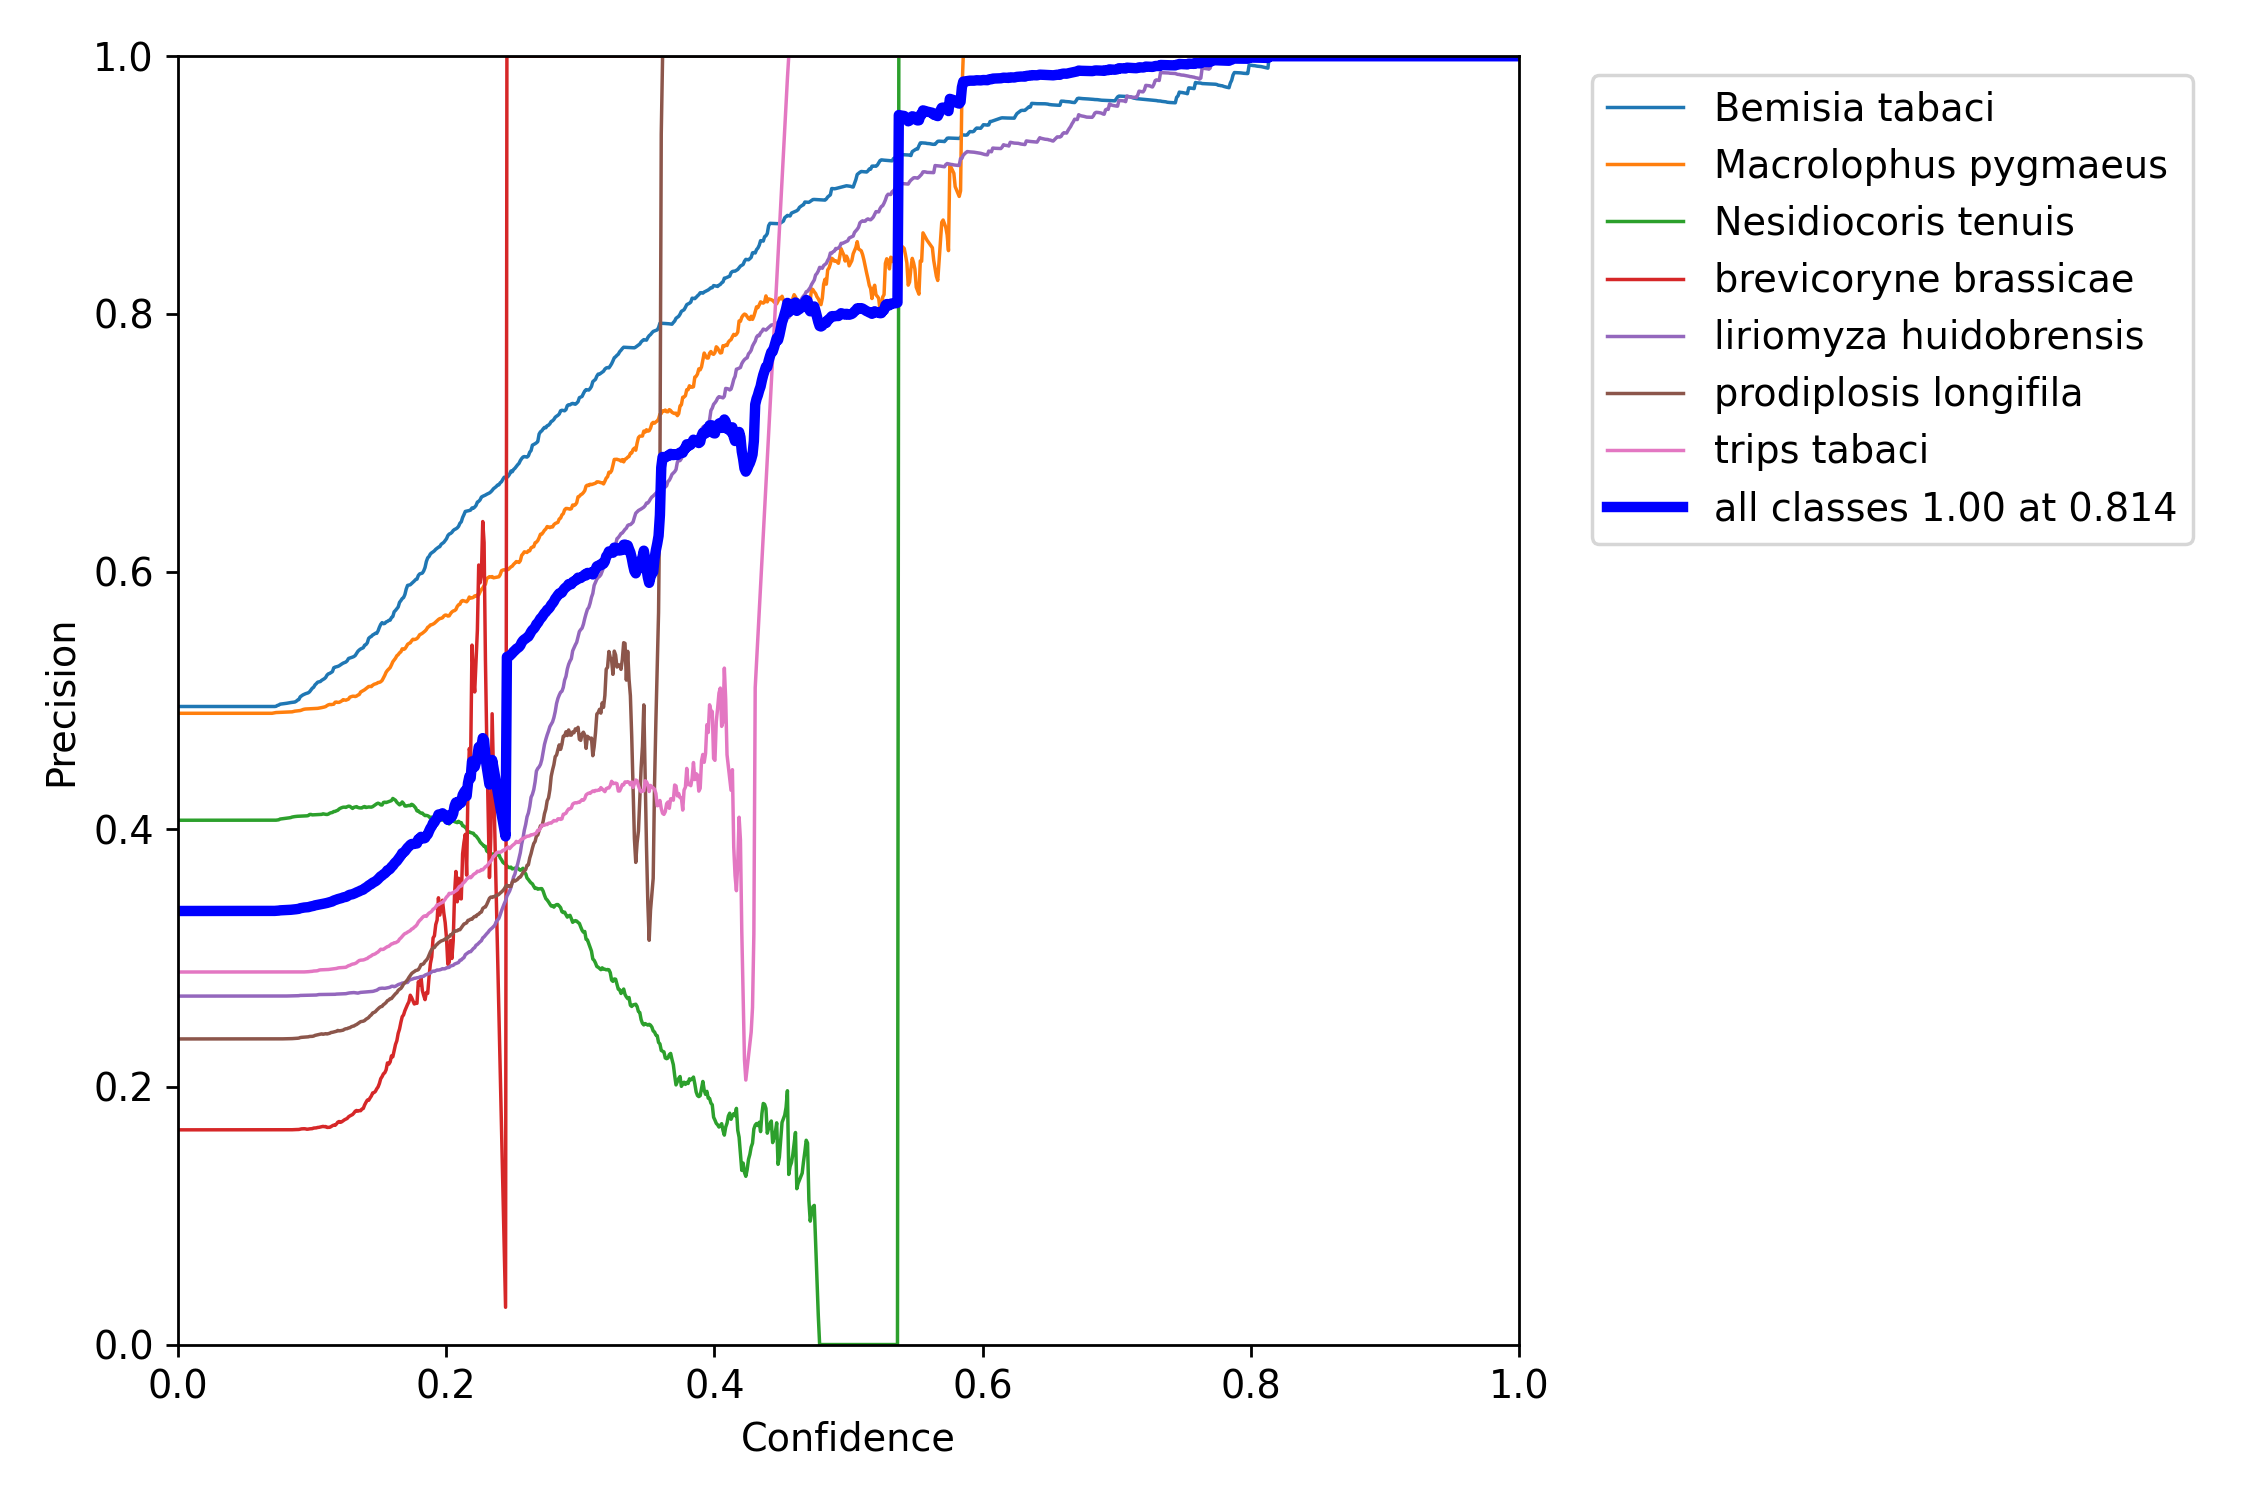 1.0
0.8
0.6
0.4
0.2
0.0
Precision
0.0 0.2 0.4 0.6 0.8 1.0
Confidence
Bemisia tabaci
Macrolophus pygmaeus
Nesidiocoris tenuis
brevicoryne brassicae
liriomyza huidobrensis
prodiplosis longifila
trips tabaci
all classes 1.00 at 0.814